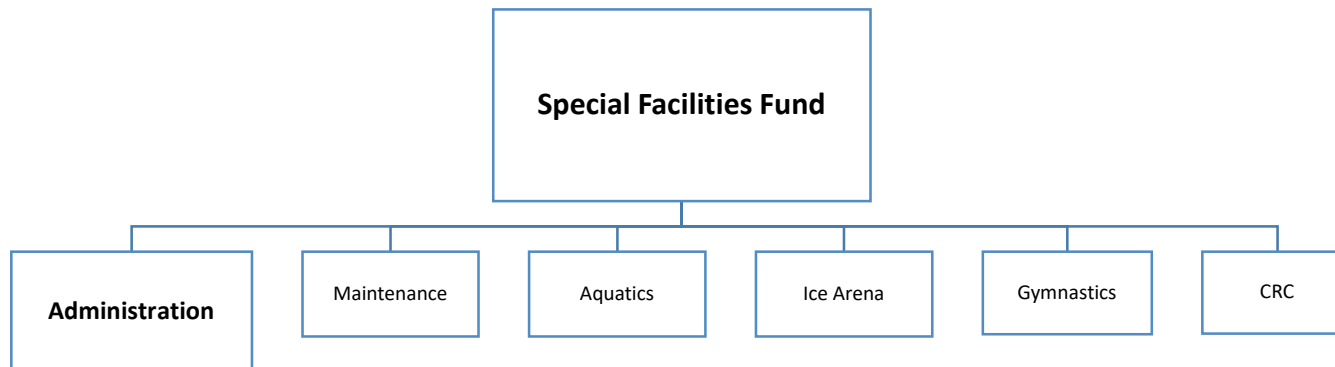 Special Facilities Fund
Administration
Maintenance
Aquatics
Ice Arena
Gymnastics
CRC